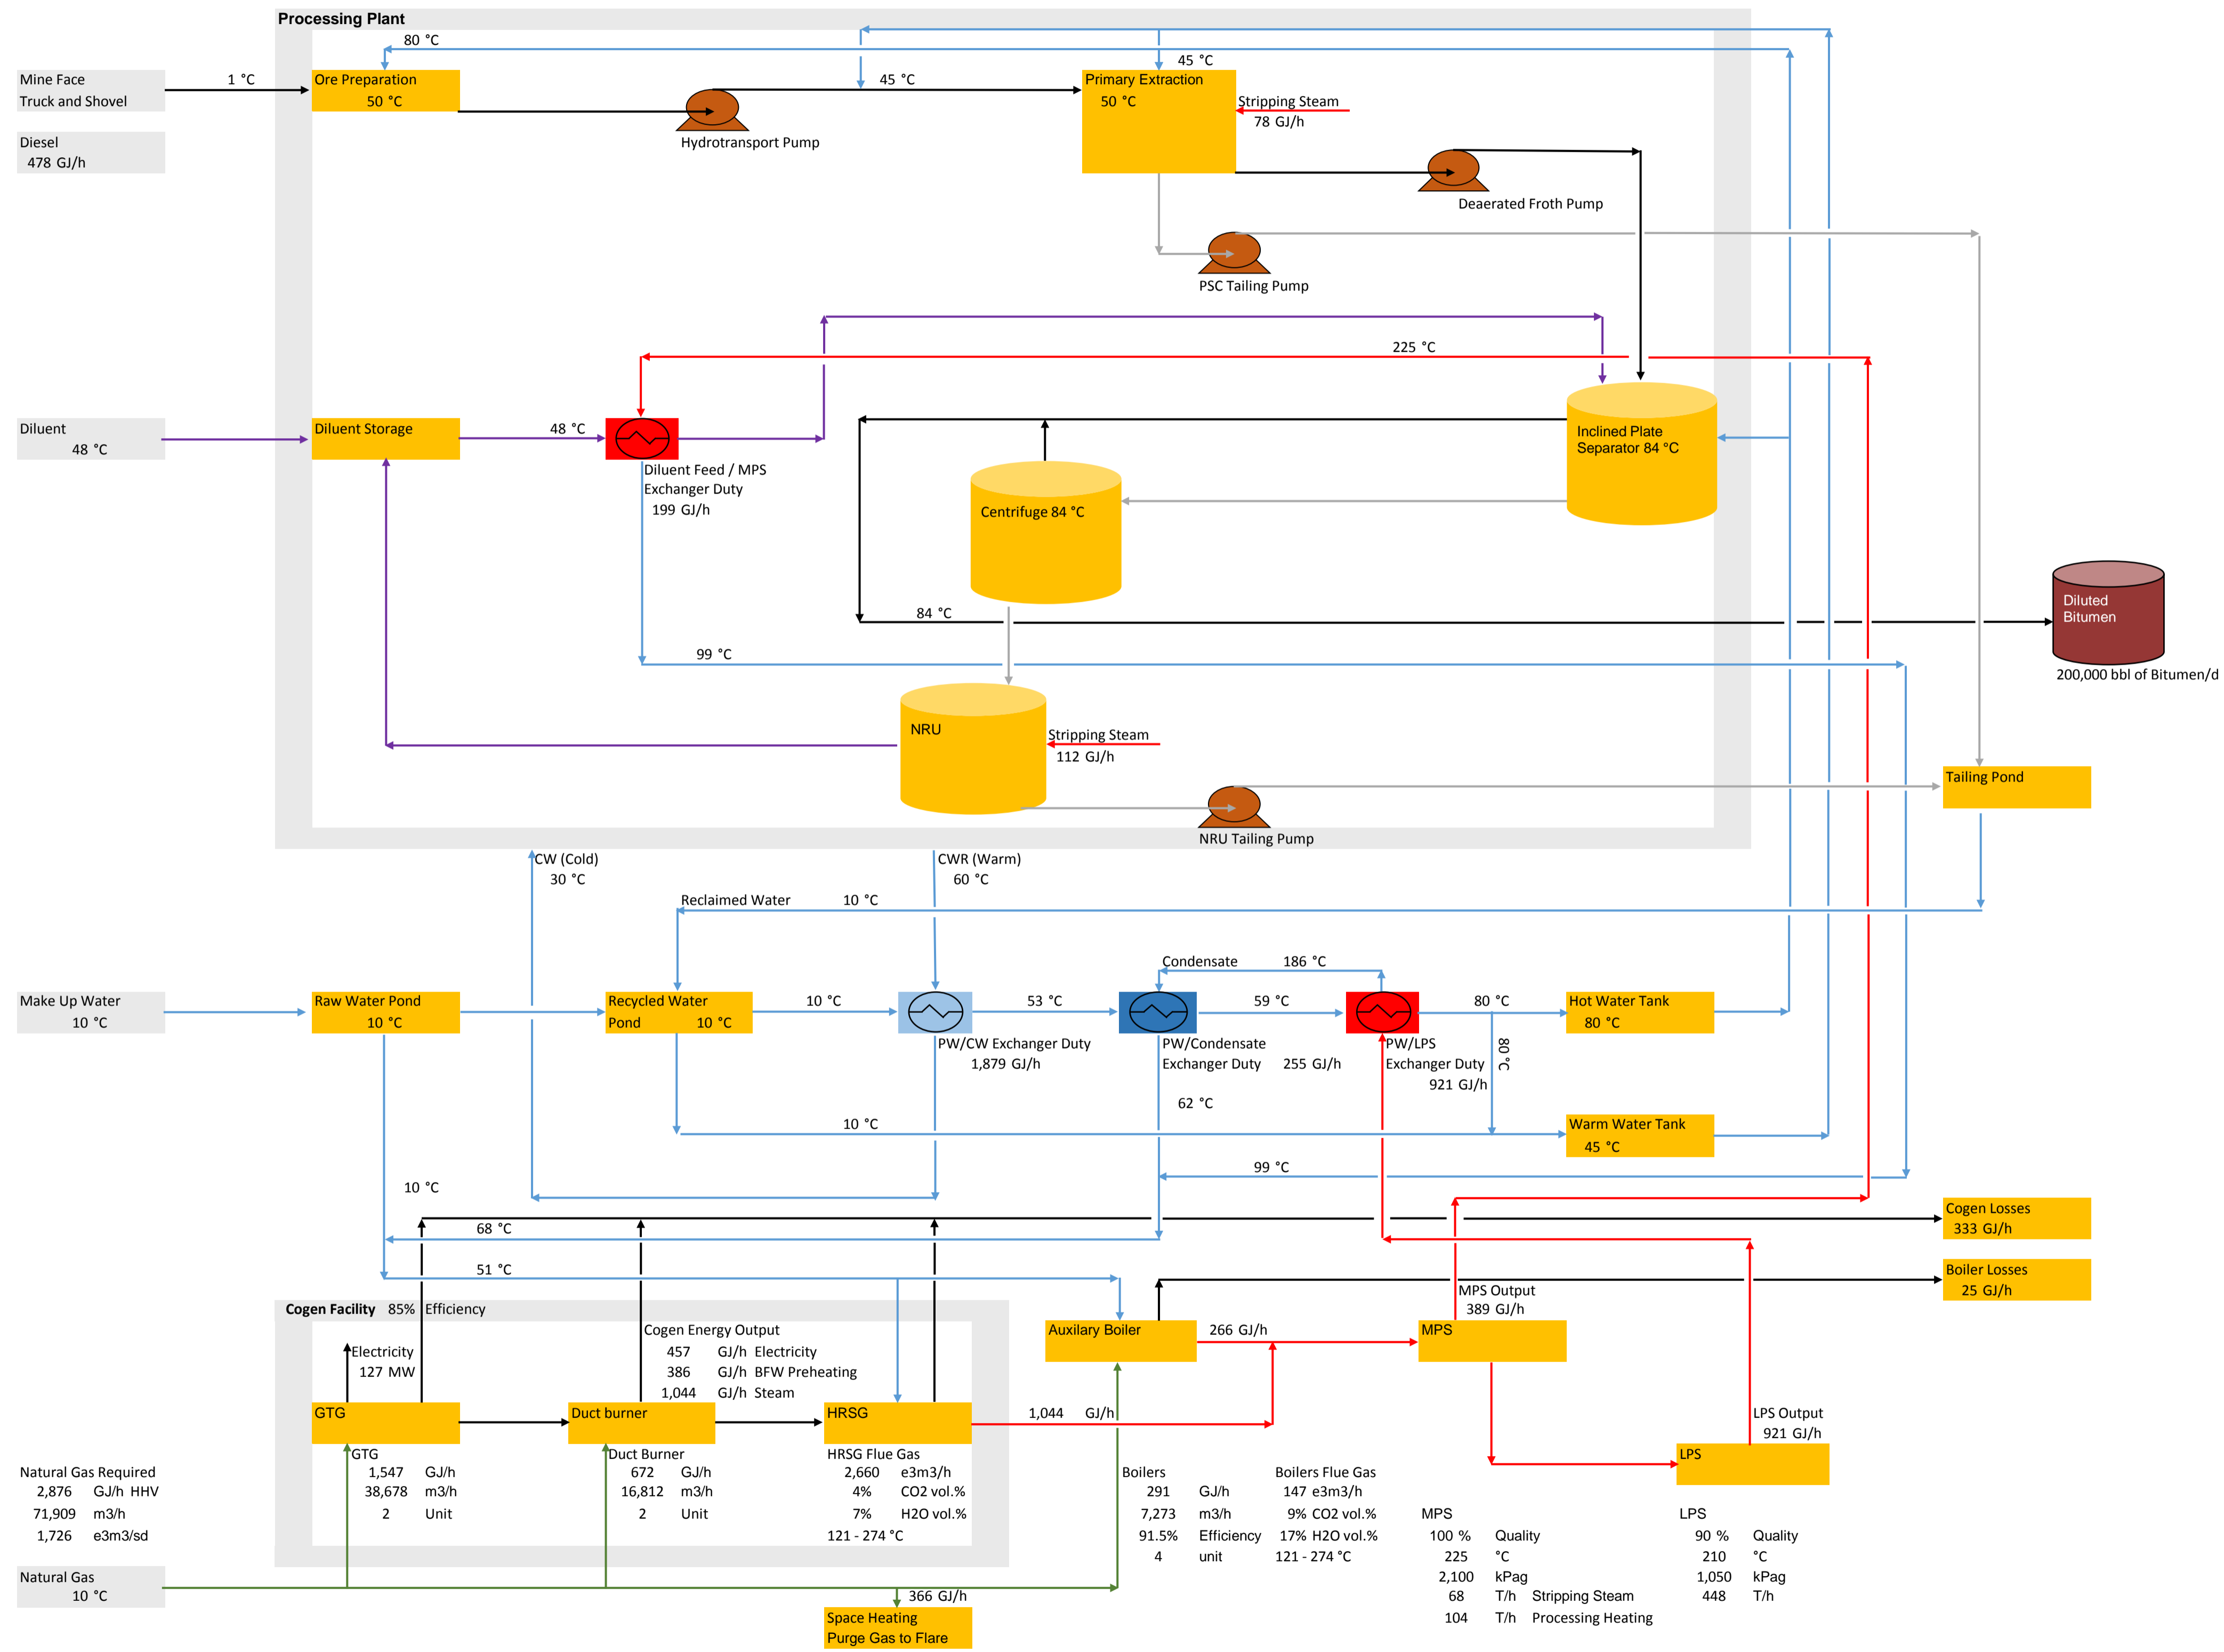 Processing Plant
80 °C
45 °C
Mine Face
Truck and Shovel
1 °C
Ore Preparation
50 °C
45 °C
Primary Extraction
50 °C
Stripping Steam
78 GJ/h
Hydrotransport Pump
Diesel
478 GJ/h
Deaerated Froth Pump
PSC Tailing Pump
225 °C
Diluent
48 °C
Diluent Storage
48 °C
Diluent Feed / MPS
Exchanger Duty
199 GJ/h
Inclined Plate
Separator 84 °C
Centrifuge 84 °C
84 °C
Diluted
Bitumen
200,000 bbl of Bitumen/d
99 °C
NRU
Stripping Steam
112 GJ/h
Tailing Pond
NRU Tailing Pump
CW (Cold)
30 °C
CWR (Warm)
60 °C
Reclaimed Water 10 °C
Condensate 186 °C
Make Up Water
10 °C
Raw Water Pond
10 °C
Recycled Water
Pond 10 °C
10 °C
53 °C
59 °C
80 °C
Hot Water Tank
80 °C
PW/CW Exchanger Duty
1,879 GJ/h
PW/Condensate
Exchanger Duty 255 GJ/h
PW/LPS
Exchanger Duty
921 GJ/h
80 °C
62 °C
10 °C
Warm Water Tank
45 °C
99 °C
10 °C
68 °C
Cogen Losses
333 GJ/h
51 °C
Boiler Losses
25 GJ/h
Cogen Facility 85% Efficiency
MPS Output
389 GJ/h
Cogen Energy Output
457 GJ/h Electricity
386 GJ/h BFW Preheating
1,044 GJ/h Steam
Electricity
127 MW
Auxilary Boiler
266 GJ/h
MPS
GTG
Duct burner
HRSG
1,044 GJ/h
LPS Output
921 GJ/h
LPS
Natural Gas Required
2,876 GJ/h HHV
71,909 m3/h
1,726 e3m3/sd
GTG
1,547 GJ/h
38,678 m3/h
2 Unit
Duct Burner
672 GJ/h
16,812 m3/h
2 Unit
HRSG Flue Gas
2,660 e3m3/h
4% CO2 vol.%
7% H2O vol.%
121 - 274 °C
Boilers
291 GJ/h
7,273 m3/h
91.5% Efficiency
4 unit
Boilers Flue Gas
147 e3m3/h
9% CO2 vol.%
17% H2O vol.%
121 - 274 °C
MPS
100 % Quality
225 °C
2,100 kPag
68 T/h Stripping Steam
104 T/h Processing Heating
LPS
90 % Quality
210 °C
1,050 kPag
448 T/h
Natural Gas
10 °C
366 GJ/h
Space Heating
Purge Gas to Flare